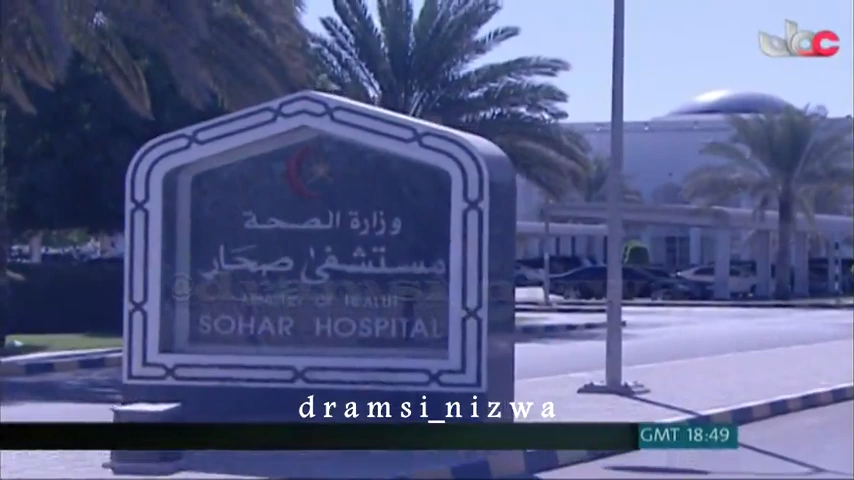 وزارة الصحة
مستشفى صحار
MINISTRY OF HEALTH
SOHAR HOSPITAL
dramsi_nizwa
GMT 18:49